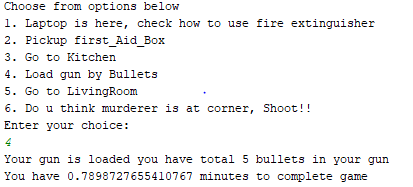 Choose from options below
1. Laptop is here, check how to use fire extinguisher
2. Pickup first_Aid_Box
3. Go to Kitchen
4. Load gun by Bullets
5. Go to LivingRoom
6. Do u think murderer is at corner, Shoot!!
Enter your choice:
4
Your gun is loaded you have total 5 bullets in your gun
You have 0.7898727655410767 minutes to complete game